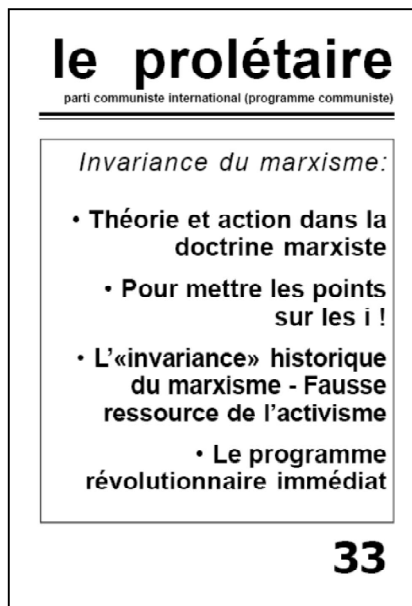 le prolétaire
parti communiste international (programme communiste)
Invariance du marxisme:
• Théorie et action dans la
doctrine marxiste
• Pour mettre les points
sur les i !
• L'«invariance» historique
du marxisme - Fausse
ressource de l'activisme
• Le programme
révolutionnaire immédiat
33